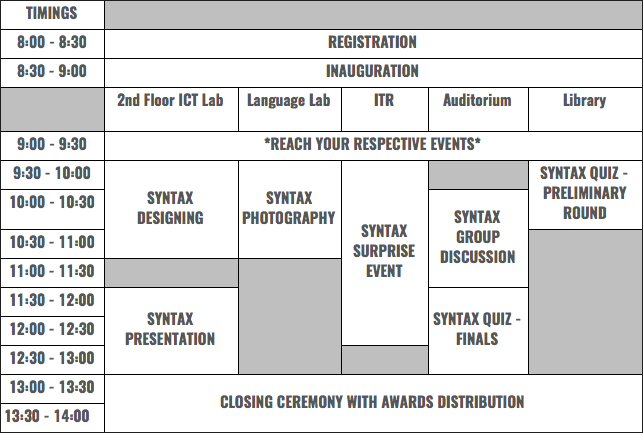 TIMINGS
8:00 - 8:30
REGISTRATION
8:30 - 9:00
INAUGURATION
2nd Floor ICT Lab
Language Lab
ITR
Auditorium
Library
9:00 - 9:30
*REACH YOUR RESPECTIVE EVENTS*
9:30 - 10:00
10:00 - 10:30
10:30 - 11:00
11:00 - 11:30
11:30 - 12:00
12:00 - 12:30
12:30 - 13:00
SYNTAX
DESIGNING
SYNTAX
PRESENTATION
SYNTAX
PHOTOGRAPHY
SYNTAX
SURPRISE
EVENT
SYNTAX
GROUP
DISCUSSION
SYNTAX QUIZ -
FINALS
SYNTAX QUIZ -
PRELIMINARY
ROUND
13:00 - 13:30
13:30 - 14:00
CLOSING CEREMONY WITH AWARDS DISTRIBUTION